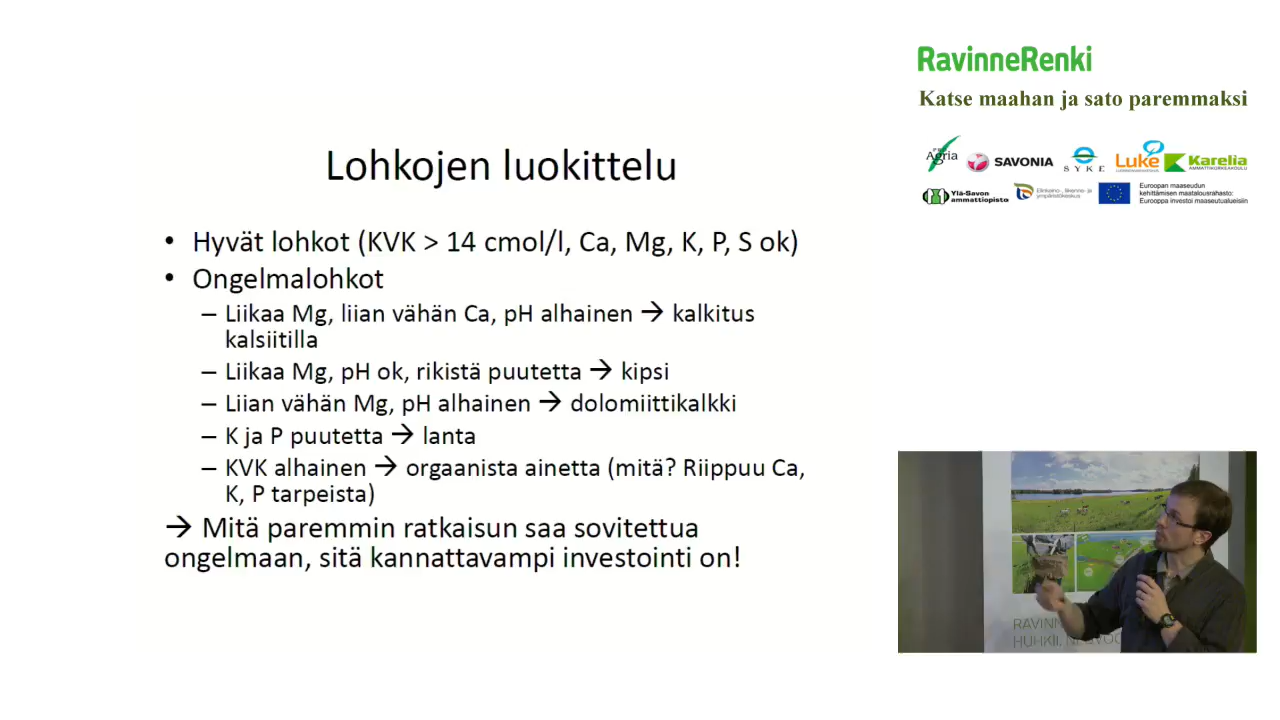 RavinneRenki
Katse maahan ja sato paremmaksi
Agria
SAVONIA
SYKE
Luke
Karelia
AMMATTIKORKEAKOULU
Ylä-Savon
ammattiopisto
Elinkeino-, liikenne- ja
ympäristökeskus
Euroopan maaseudun
kehittämisen maatalousrahasto:
Eurooppa investoi maaseutualueisiin
Lohkojen luokittelu
• Hyvät lohkot (KVK > 14 cmol/l, Ca, Mg, K, P, S ok)
• Ongelmalohkot
– Liikaa Mg, liian vähän Ca, pH alhainen → kalkitus
kalsiitilla
– Liikaa Mg, pH ok, rikistä puutetta → kipsi
– Liian vähän Mg, pH alhainen → dolomiittikalkki
– K ja P puutetta → lanta
– KVK alhainen → orgaanista ainetta (mitä? Riippuu Ca,
K, P tarpeista)
→ Mitä paremmin ratkaisun saa sovitettua
ongelmaan, sitä kannattavampi investointi on!
RAVINN
HUHKII, NEUVOO